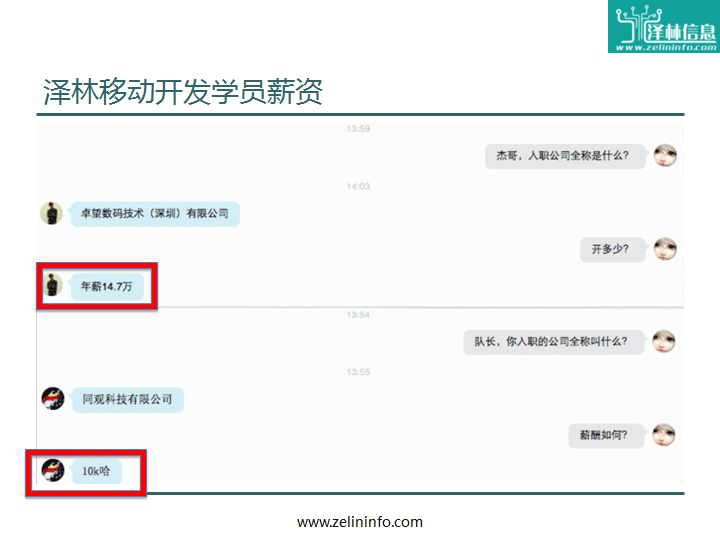 泽林信息
www.zelininfo.com
泽林移动开发学员薪资
13:59
杰哥，入职公司全称是什么？
14:03
卓望数码技术（深圳）有限公司
开多少？
年薪14.7万
13:54
队长，你入职的公司全称叫什么？
13:55
同观科技有限公司
薪酬如何？
10k哈
www.zelininfo.com